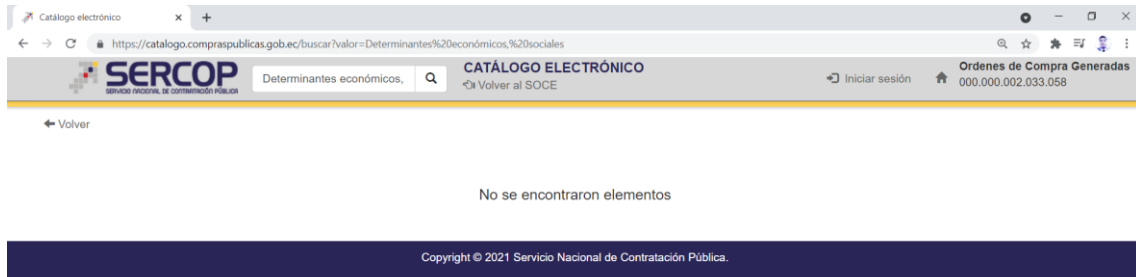 Catálogo electrónico
https://catalogo.compraspublicas.gob.ec/buscar?valor=Determinantes%20económicos,%20sociales
SERCOP
SERVICIO NACIONAL DE CONTRATACIÓN PÚBLICA
Determinantes económicos,
CATÁLOGO ELECTRÓNICO
Volver al SOCE
Iniciar sesión
Ordenes de Compra Generadas
000.000.002.033.058
Volver
No se encontraron elementos
Copyright © 2021 Servicio Nacional de Contratación Pública.